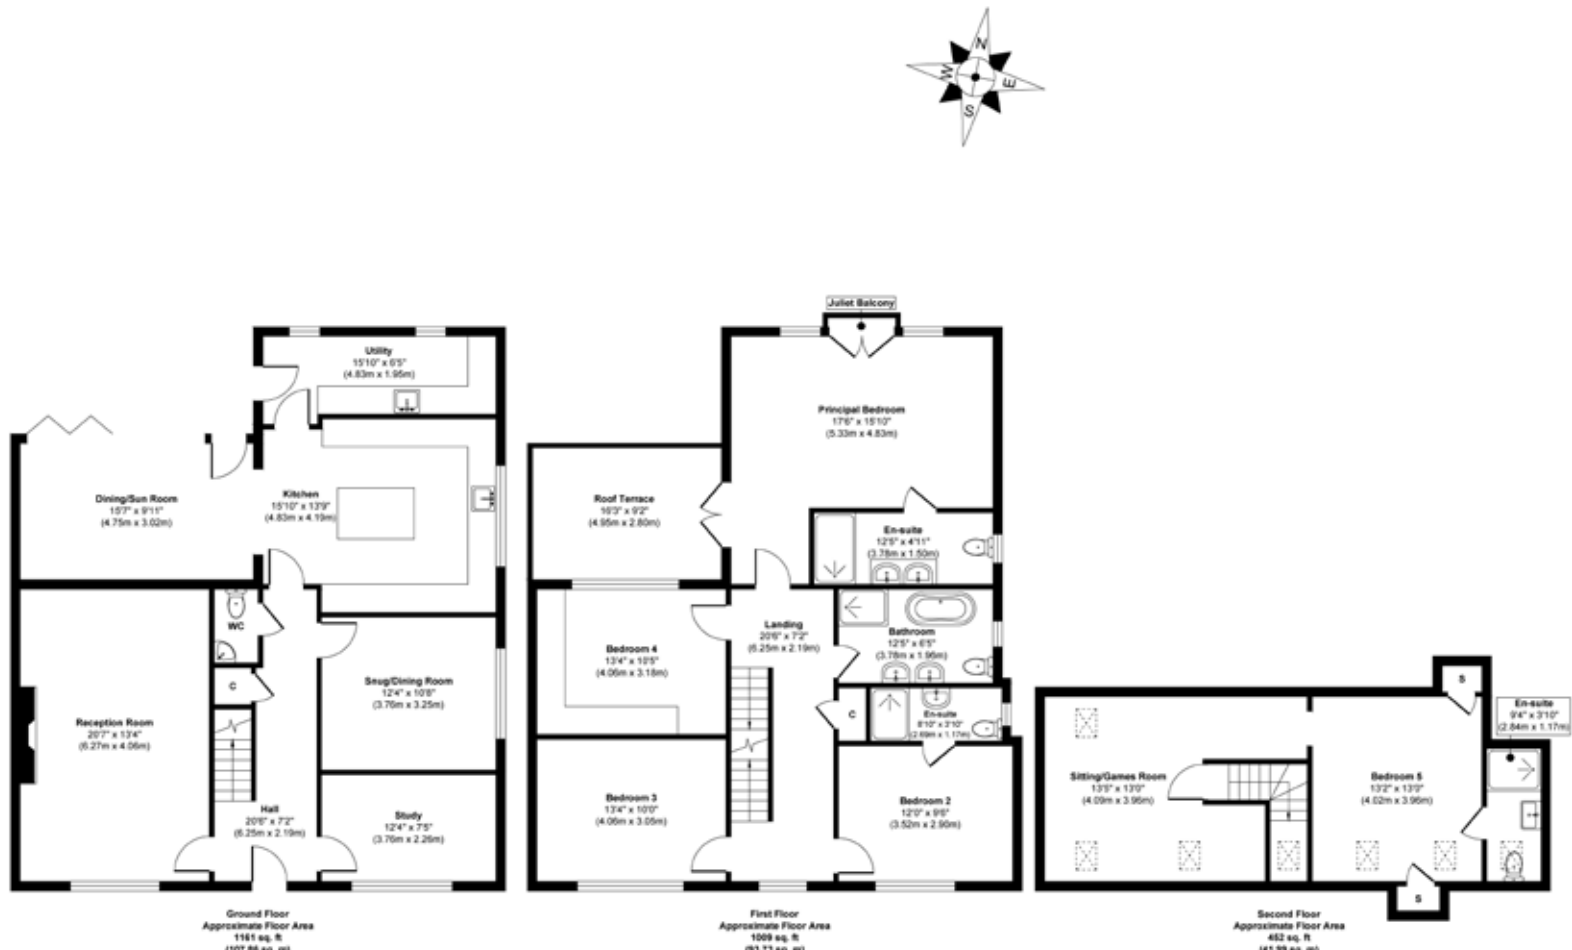 N
W
E
S
Juliet Balcony
Utility
15'10" x 6'5"
(4.83m x 1.95m)
Dining/Sun Room
15'7" x 9'11"
(4.75m x 3.02m)
Kitchen
15'10" x 13'9"
(4.83m x 4.19m)
WC
C
Snug/Dining Room
12'4" x 10'8"
(3.76m x 3.25m)
Reception Room
20'7" x 13'4"
(6.27m x 4.06m)
Hall
20'6" x 7'2"
(6.25m x 2.19m)
Study
12'4" x 7'5"
(3.76m x 2.26m)
Ground Floor
Approximate Floor Area
1161 sq. ft
(107.86 sq. m)
Principal Bedroom
17'6" x 15'10"
(5.33m x 4.83m)
Roof Terrace
16'3" x 9'2"
(4.95m x 2.80m)
En-suite
12'5" x 4'11"
(3.78m x 1.50m)
Landing
20'6" x 7'2"
(6.25m x 2.19m)
Bathroom
12'5" x 6'5"
(3.78m x 1.96m)
Bedroom 4
13'4" x 10'5"
(4.06m x 3.18m)
C
En-suite
8'10" x 3'10"
(2.69m x 1.17m)
Bedroom 3
13'4" x 10'0"
(4.06m x 3.05m)
Bedroom 2
12'0" x 9'6"
(3.52m x 2.90m)
First Floor
Approximate Floor Area
1009 sq. ft
(93.73 sq. m)
S
En-suite
9'4" x 3'10"
(2.84m x 1.17m)
Sitting/Games Room
13'5" x 13'0"
(4.09m x 3.96m)
Bedroom 5
13'2" x 13'0"
(4.02m x 3.96m)
S
Second Floor
Approximate Floor Area
452 sq. ft
(41.99 sq. m)